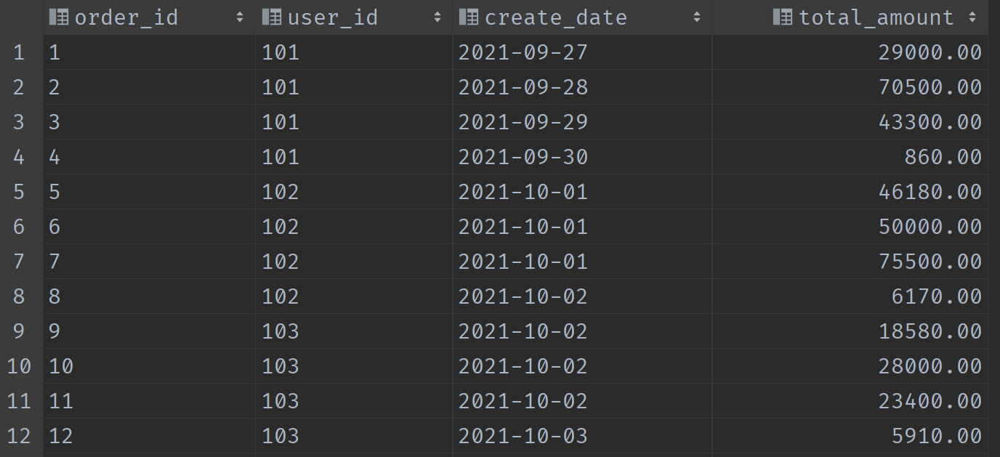 order_id user_id create_date total_amount
1 1 101 2021-09-27 29000.00
2 2 101 2021-09-28 70500.00
3 3 101 2021-09-29 43300.00
4 4 101 2021-09-30 860.00
5 5 102 2021-10-01 46180.00
6 6 102 2021-10-01 50000.00
7 7 102 2021-10-01 75500.00
8 8 102 2021-10-02 6170.00
9 9 103 2021-10-02 18580.00
10 10 103 2021-10-02 28000.00
11 11 103 2021-10-02 23400.00
12 12 103 2021-10-03 5910.00